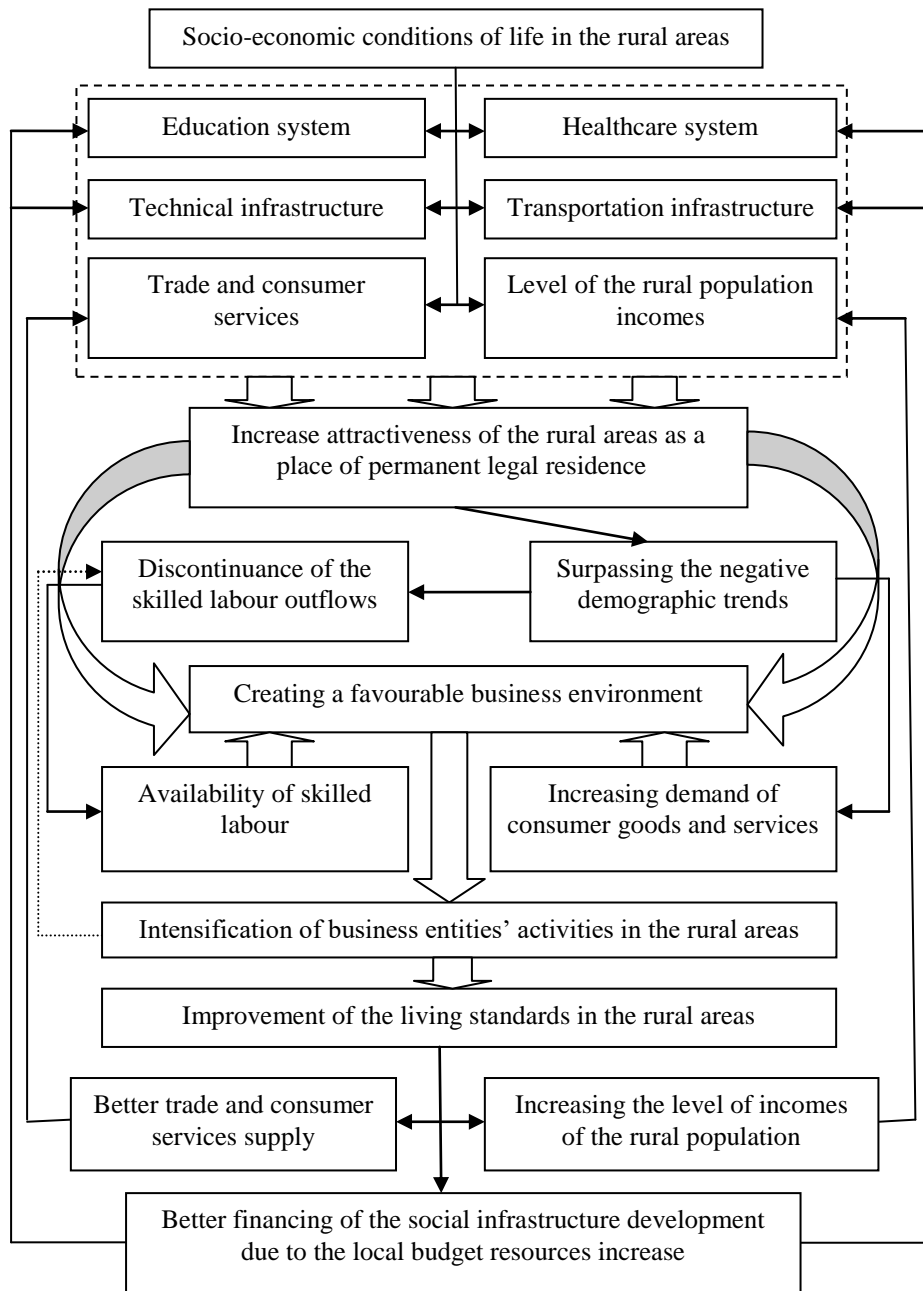 Socio-economic conditions of life in the rural areas
Education system
Healthcare system
Technical infrastructure
Transportation infrastructure
Trade and consumer
services
Level of the rural population
incomes
Increase attractiveness of the rural areas as a
place of permanent legal residence
Discontinuance of the
skilled labour outflows
Surpassing the negative
demographic trends
Creating a favourable business environment
Availability of skilled
labour
Increasing demand of
consumer goods and services
Intensification of business entities’ activities in the rural areas
Improvement of the living standards in the rural areas
Better trade and consumer
services supply
Increasing the level of incomes
of the rural population
Better financing of the social infrastructure development
due to the local budget resources increase